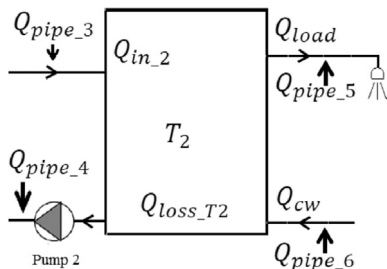 Q_pipe_3
Q_in_2
Q_load
Q_pipe_5
T_2
Q_pipe_4
Q_loss_T2
Q_cw
Pump 2
Q_pipe_6